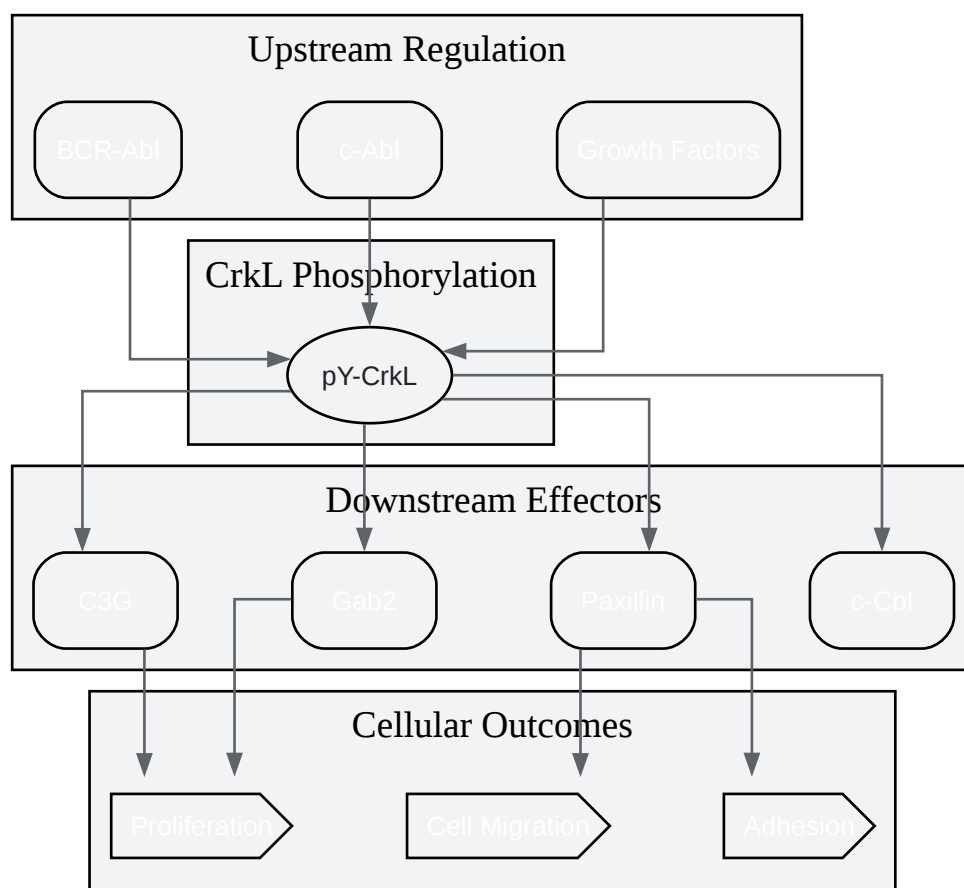 Upstream Regulation
BCR-Abl
c-Abl
Growth Factors
CrkL Phosphorylation
pY-CrkL
Downstream Effectors
C3G
Gab2
Paxillin
c-Cbl
Cellular Outcomes
Proliferation
Cell Migration
Adhesion